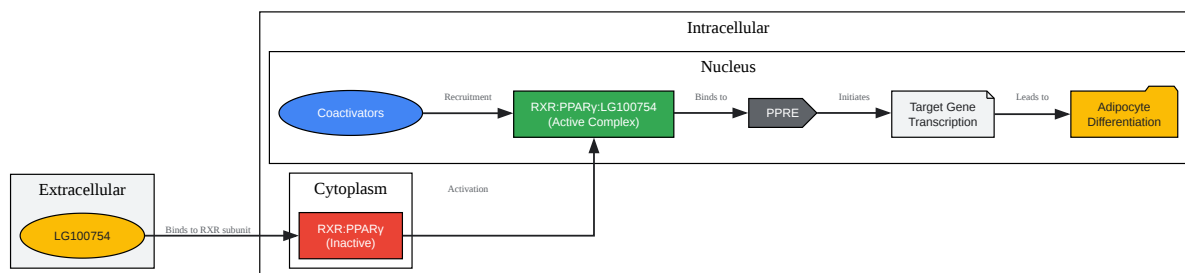 Intracellular
Nucleus
Coactivators
Recruitment
RXR:PPARγ:LG100754
(Active Complex)
Binds to
PPRE
Initiates
Target Gene
Transcription
Leads to
Adipocyte
Differentiation
Extracellular
LG100754
Binds to RXR subunit
Cytoplasm
RXR:PPARγ
(Inactive)
Activation